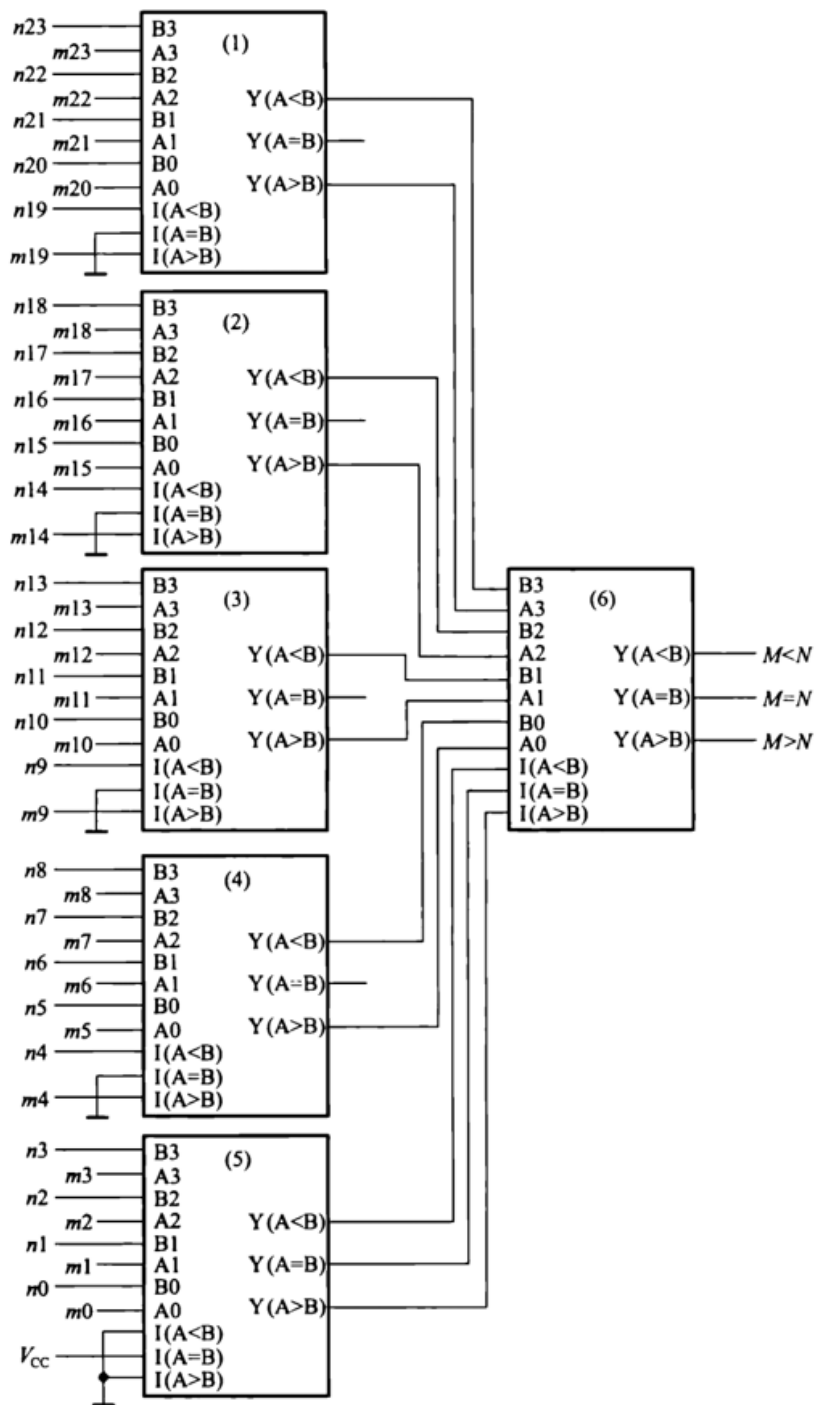 n23 B3 (1)
m23 A3
n22 B2
m22 A2 Y(A<B)
n21 B1
m21 A1 Y(A=B)
n20 B0
m20 A0 Y(A>B)
n19 I(A<B)
I(A=B)
m19 I(A>B)
n18 B3 (2)
m18 A3
n17 B2
m17 A2 Y(A<B)
n16 B1
m16 A1 Y(A=B)
n15 B0
m15 A0 Y(A>B)
n14 I(A<B)
I(A=B)
m14 I(A>B)
n13 B3 (3)
m13 A3
n12 B2
m12 A2 Y(A<B)
n11 B1
m11 A1 Y(A=B)
n10 B0
m10 A0 Y(A>B)
n9 I(A<B)
I(A=B)
m9 I(A>B)
n8 B3 (4)
m8 A3
n7 B2
m7 A2 Y(A<B)
n6 B1
m6 A1 Y(A=B)
n5 B0
m5 A0 Y(A>B)
n4 I(A<B)
I(A=B)
m4 I(A>B)
n3 B3 (5)
m3 A3
n2 B2
m2 A2 Y(A<B)
n1 B1
m1 A1 Y(A=B)
n0 B0
m0 A0 Y(A>B)
I(A<B)
VCC I(A=B)
I(A>B)
B3 (6)
A3
B2
A2 Y(A<B) M<N
B1
A1 Y(A=B) M=N
B0
A0 Y(A>B) M>N
I(A<B)
I(A=B)
I(A>B)